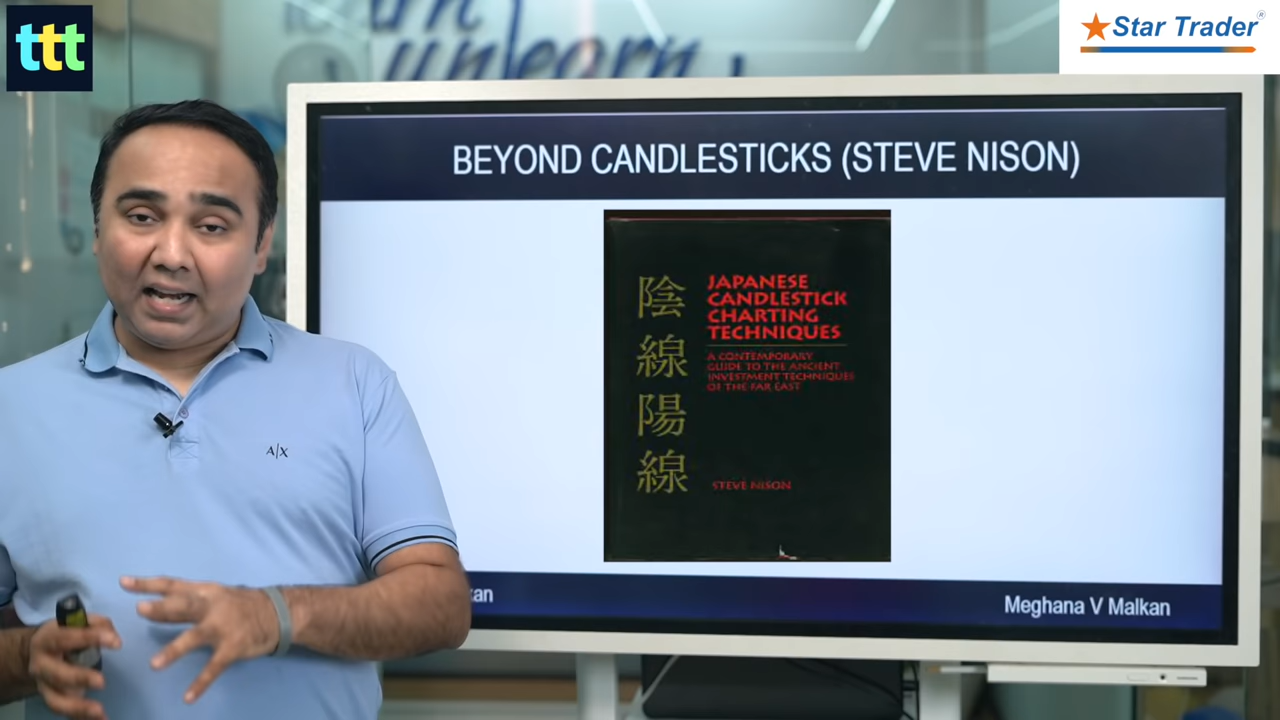 ttt
Star Trader®
unlearn
BEYOND CANDLESTICKS (STEVE NISON)
陰線陽線
JAPANESE
CANDLESTICK
CHARTING
TECHNIQUES
A CONTEMPORARY
GUIDE TO THE ANCIENT
INVESTMENT TECHNIQUES
OF THE FAR EAST
STEVE NISON
A|X
Meghana V Malkan